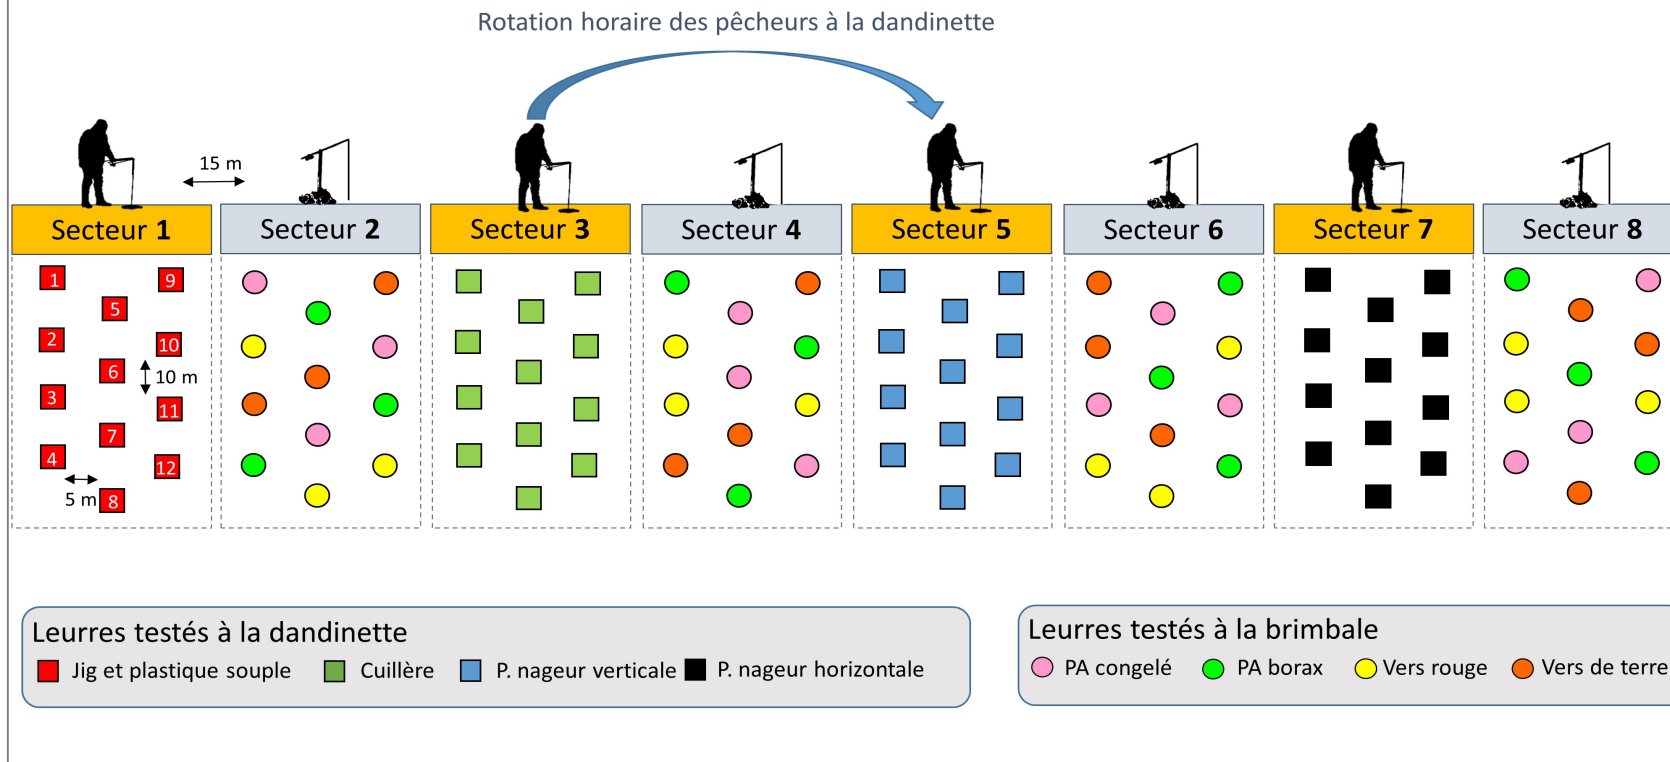 Rotation horaire des pêcheurs à la dandinette
15 m
Secteur 1
Secteur 2
Secteur 3
Secteur 4
Secteur 5
Secteur 6
Secteur 7
Secteur 8
1
9
5
2
10
6
10 m
3
11
7
4
12
5 m
8
Leurres testés à la dandinette
Jig et plastique souple
Cuillère
P. nageur verticale
P. nageur horizontale
Leurres testés à la brimbale
PA congelé
PA borax
Vers rouge
Vers de terre